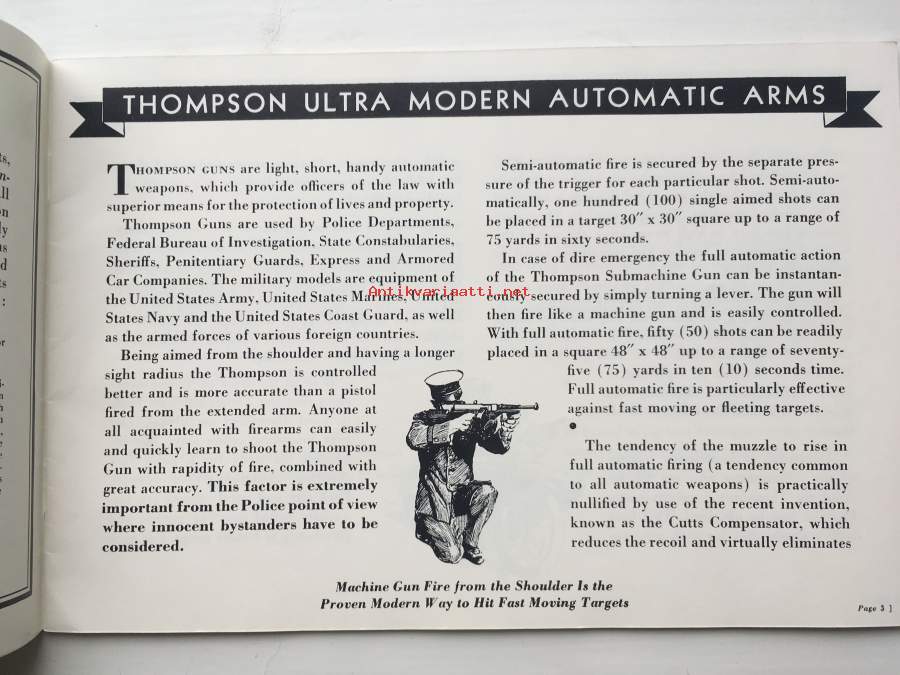 THOMPSON ULTRA MODERN AUTOMATIC ARMS
THOMPSON GUNS are light, short, handy automatic
weapons, which provide officers of the law with
superior means for the protection of lives and property.
Thompson Guns are used by Police Departments,
Federal Bureau of Investigation, State Constabularies,
Sheriffs, Penitentiary Guards, Express and Armored
Car Companies. The military models are equipment of
the United States Army, United States Marines, United
States Navy and the United States Coast Guard, as well
as the armed forces of various foreign countries.
Being aimed from the shoulder and having a longer
sight radius the Thompson is controlled
better and is more accurate than a pistol
fired from the extended arm. Anyone at
all acquainted with firearms can easily
and quickly learn to shoot the Thompson
Gun with rapidity of fire, combined with
great accuracy. This factor is extremely
important from the Police point of view
where innocent bystanders have to be
considered.
Semi-automatic fire is secured by the separate pres-
sure of the trigger for each particular shot. Semi-auto-
matically, one hundred (100) single aimed shots can
be placed in a target 30″ x 30″ square up to a range of
75 yards in sixty seconds.
In case of dire emergency the full automatic action
of the Thompson Submachine Gun can be instantan-
eously secured by simply turning a lever. The gun will
then fire like a machine gun and is easily controlled.
With full automatic fire, fifty (50) shots can be readily
placed in a square 48″ x 48″ up to a range of seventy-
five (75) yards in ten (10) seconds time.
Full automatic fire is particularly effective
against fast moving or fleeting targets.
•
The tendency of the muzzle to rise in
full automatic firing (a tendency common
to all automatic weapons) is practically
nullified by use of the recent invention,
known as the Cutts Compensator, which
reduces the recoil and virtually eliminates
Machine Gun Fire from the Shoulder Is the
Proven Modern Way to Hit Fast Moving Targets
Page 3 ]
Antikvariaatti.net